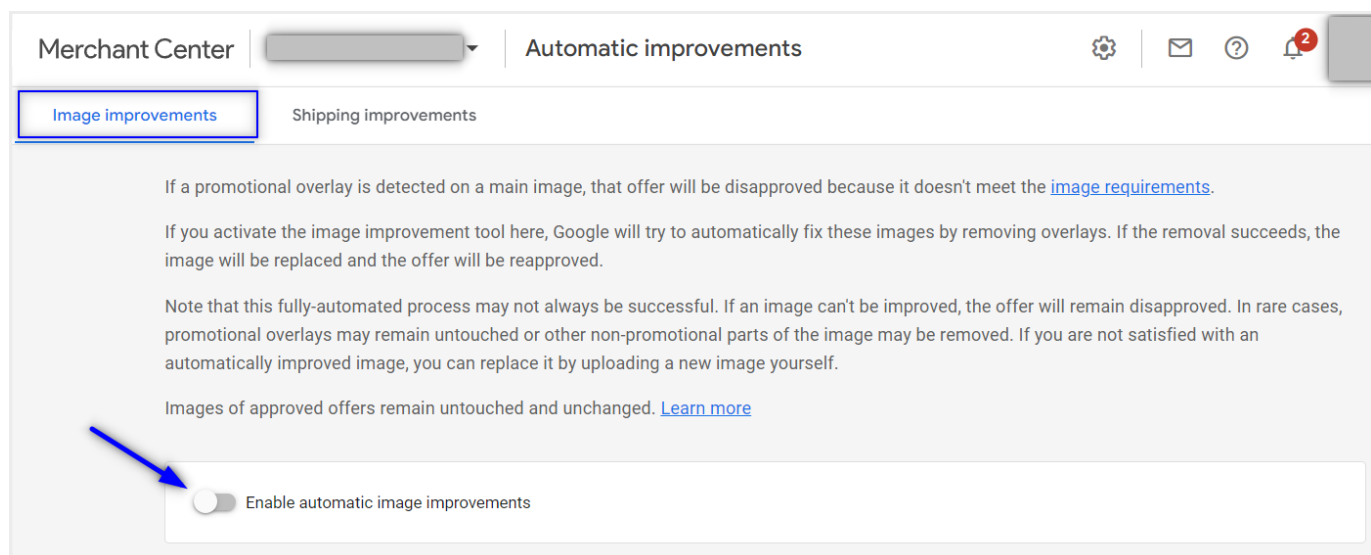 Merchant Center
Automatic improvements
2
Image improvements
Shipping improvements
If a promotional overlay is detected on a main image, that offer will be disapproved because it doesn't meet the image requirements.
If you activate the image improvement tool here, Google will try to automatically fix these images by removing overlays. If the removal succeeds, the
image will be replaced and the offer will be reapproved.
Note that this fully-automated process may not always be successful. If an image can't be improved, the offer will remain disapproved. In rare cases,
promotional overlays may remain untouched or other non-promotional parts of the image may be removed. If you are not satisfied with an
automatically improved image, you can replace it by uploading a new image yourself.
Images of approved offers remain untouched and unchanged. Learn more
Enable automatic image improvements